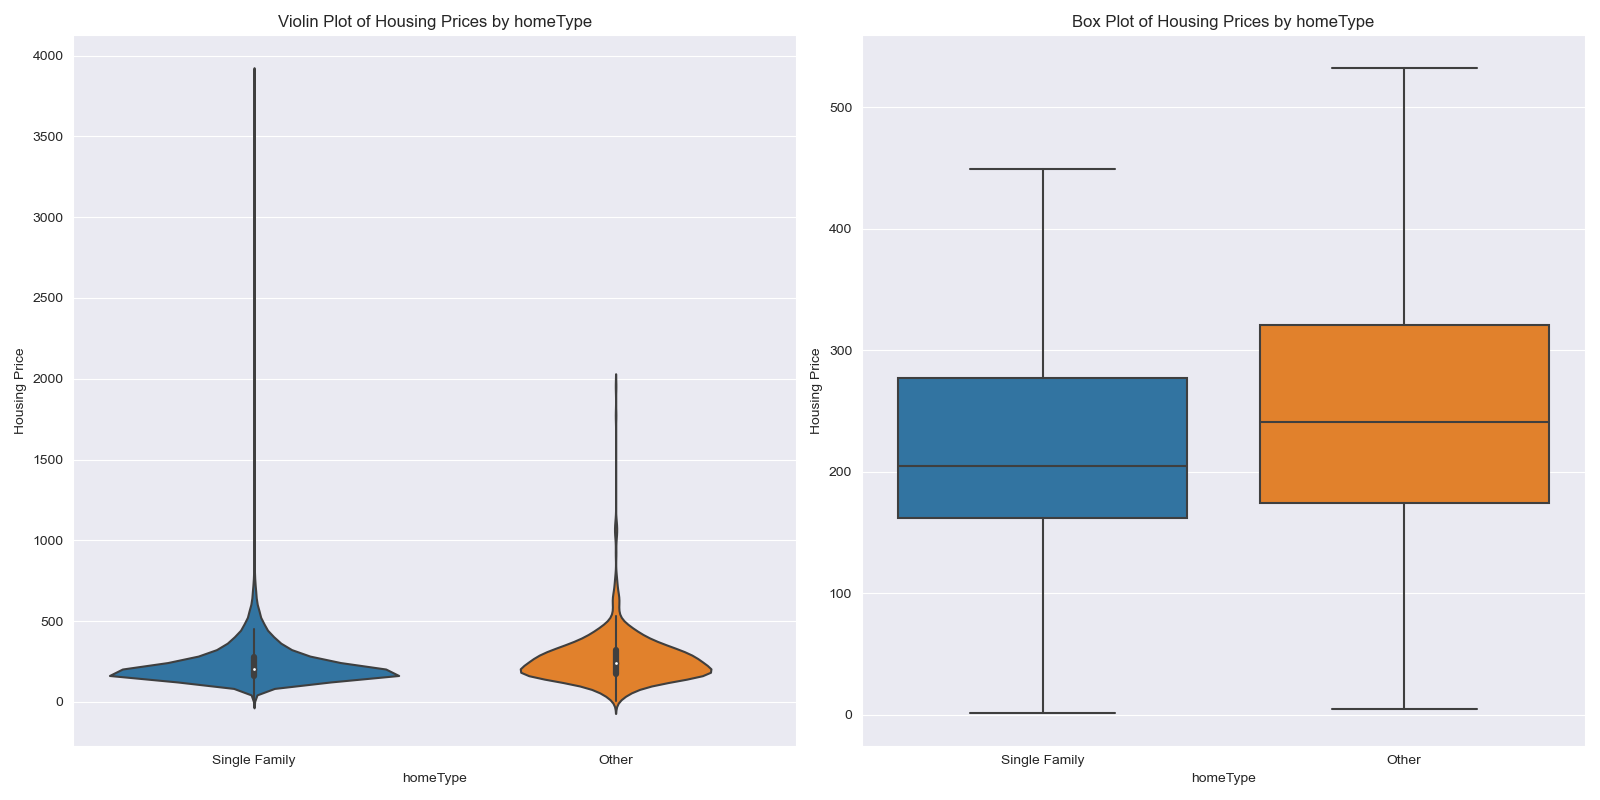 Violin Plot of Housing Prices by homeType
4000
3500
3000
2500
2000
1500
1000
500
0
Housing Price
Single Family
Other
homeType
Box Plot of Housing Prices by homeType
500
400
300
200
100
0
Housing Price
Single Family
Other
homeType